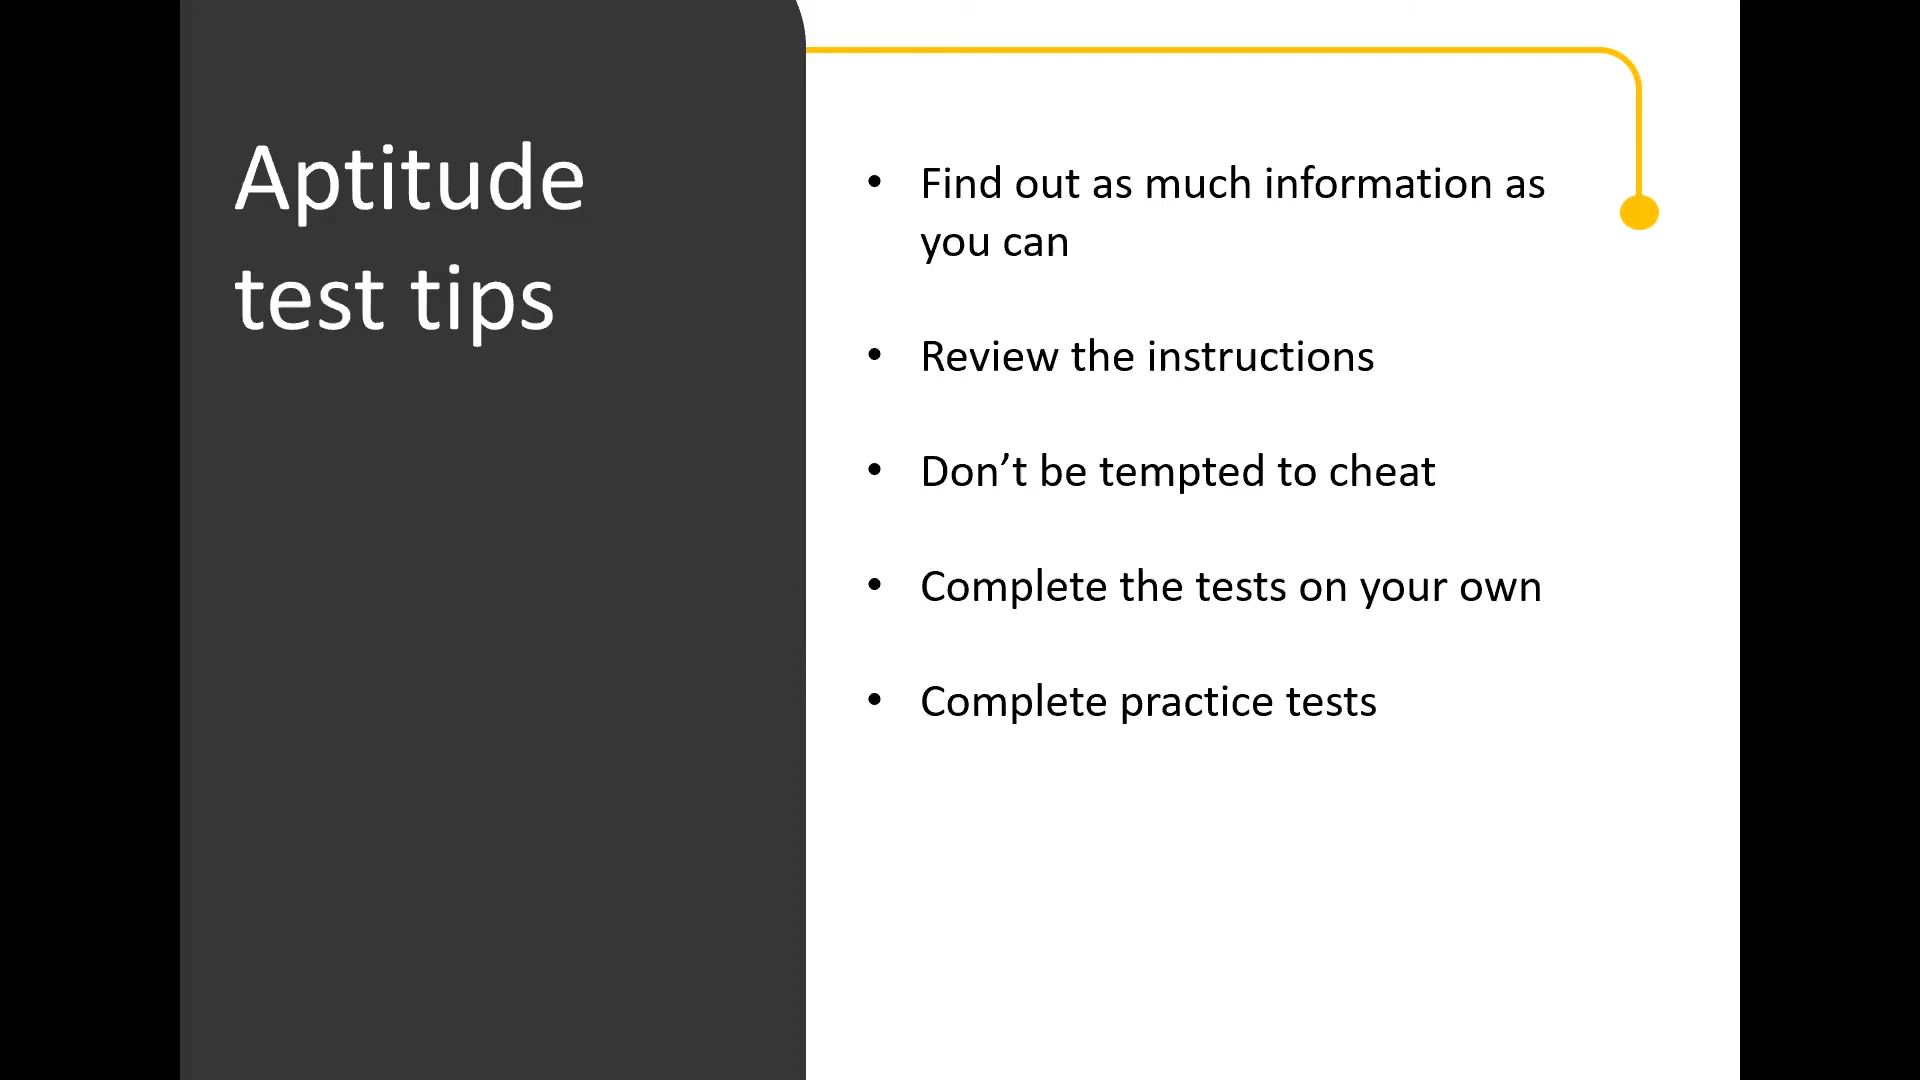 Aptitude
test tips
• Find out as much information as
you can
• Review the instructions
• Don’t be tempted to cheat
• Complete the tests on your own
• Complete practice tests